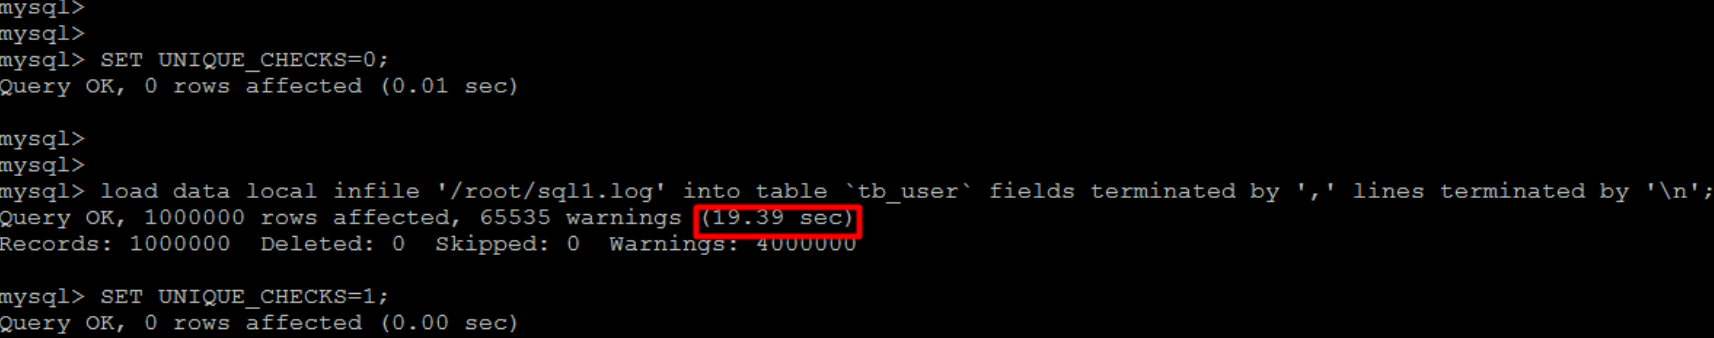 mysql>
mysql>
mysql> SET UNIQUE_CHECKS=0;
Query OK, 0 rows affected (0.01 sec)
mysql>
mysql>
mysql> load data local infile '/root/sql1.log' into table `tb_user` fields terminated by ',' lines terminated by '\n';
Query OK, 1000000 rows affected, 65535 warnings (19.39 sec)
Records: 1000000  Deleted: 0  Skipped: 0  Warnings: 4000000
mysql> SET UNIQUE_CHECKS=1;
Query OK, 0 rows affected (0.00 sec)